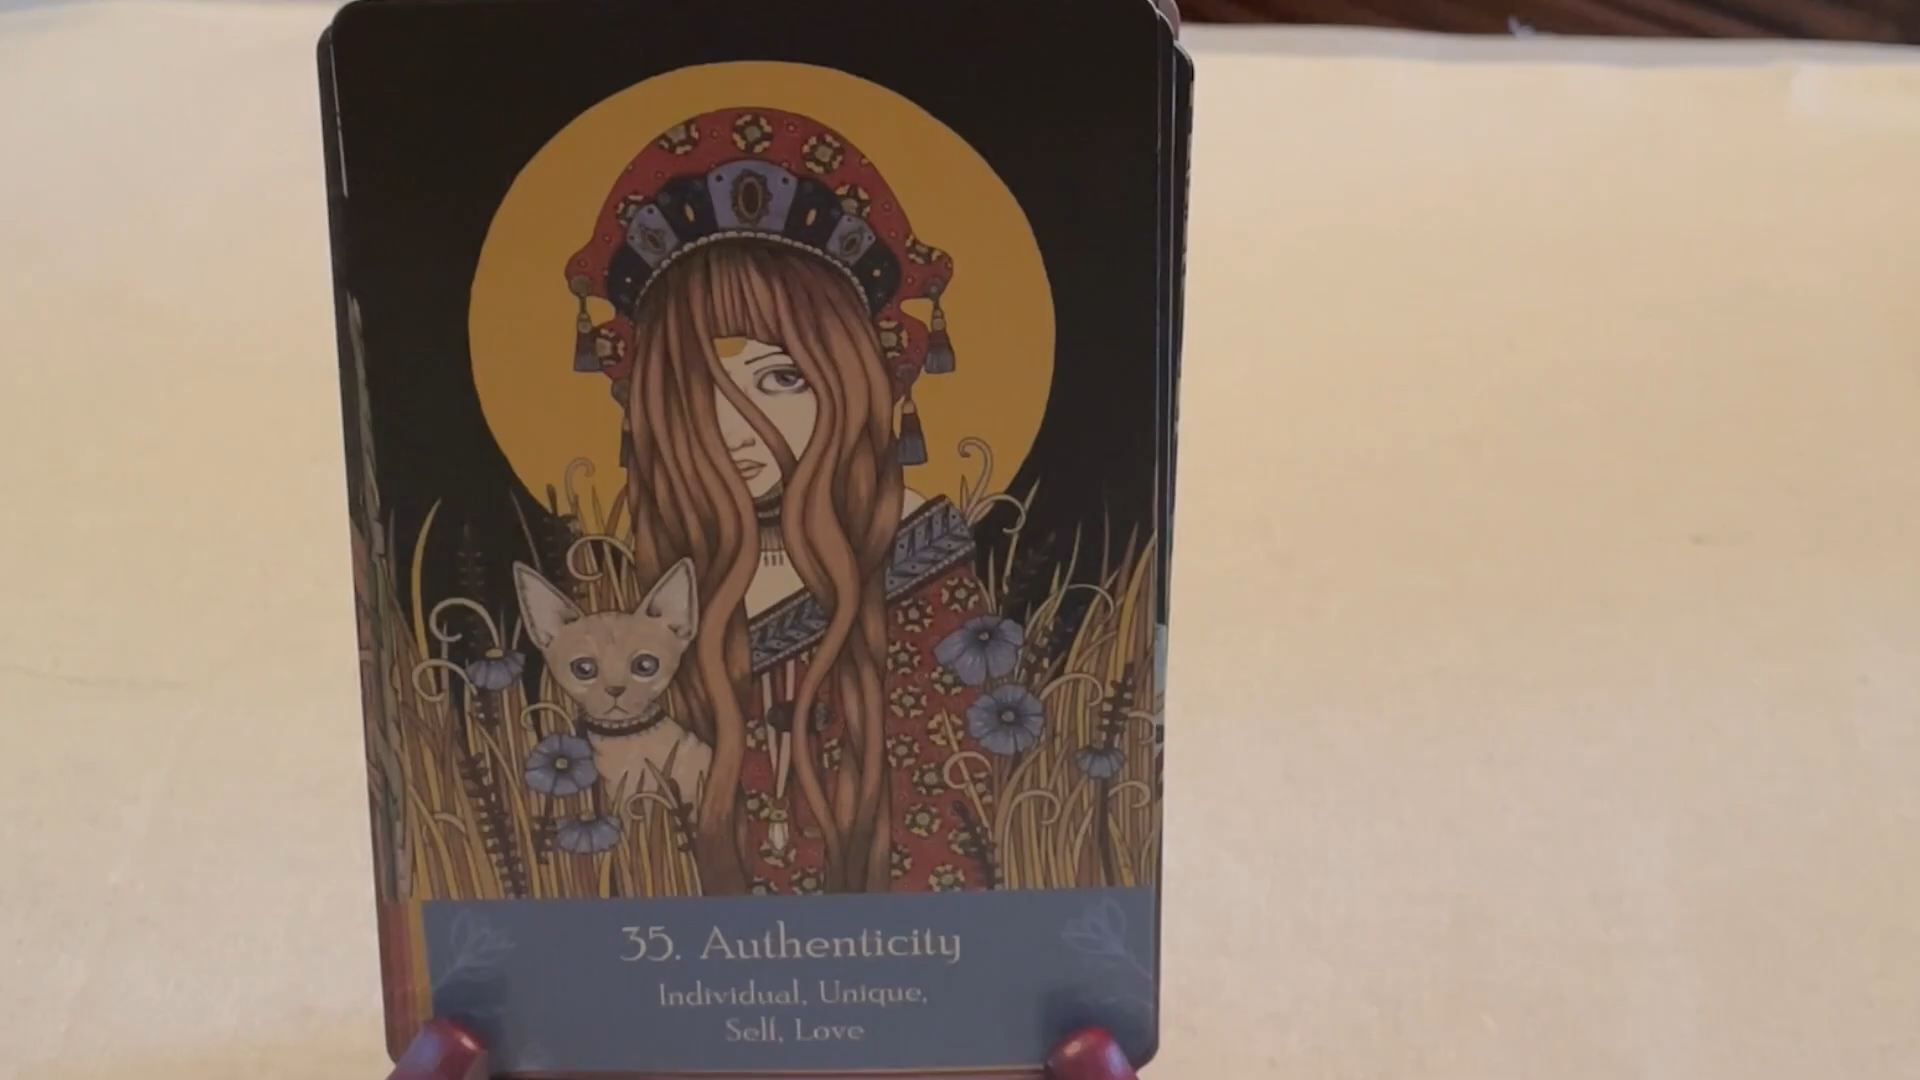 35. Authenticity
Individual, Unique,
Self, Love